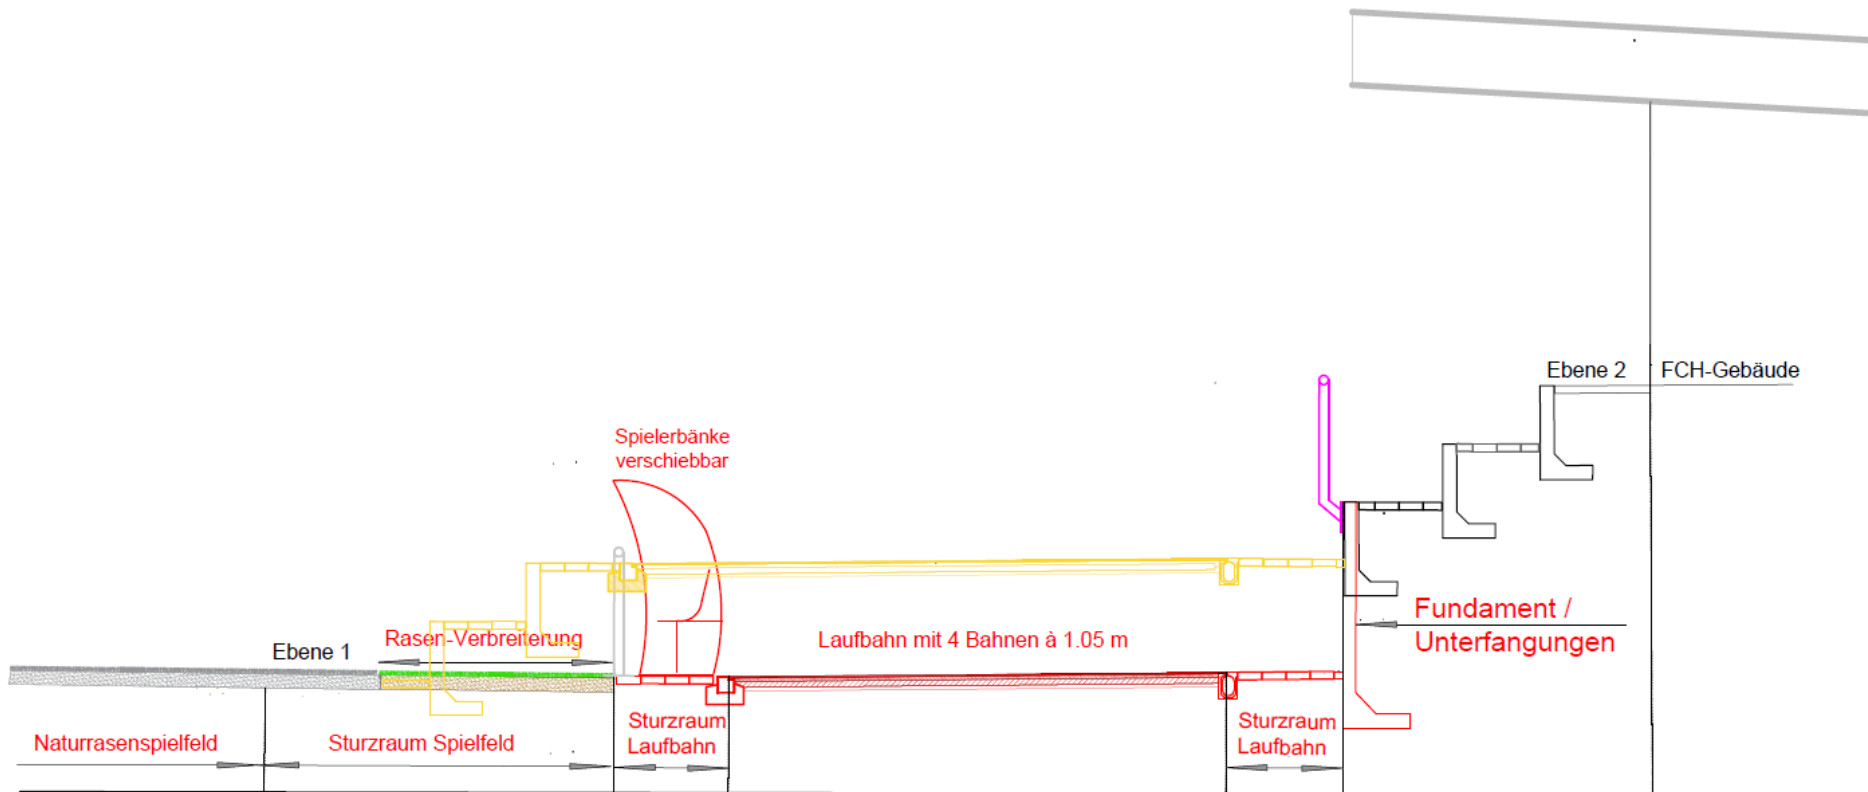 Ebene 2
FCH-Gebäude
Spielerbänke
verschiebbar
Fundament /
Unterfangungen
Rasen-Verbreiterung
Laufbahn mit 4 Bahnen à 1.05 m
Ebene 1
Sturzraum
Laufbahn
Sturzraum
Laufbahn
Naturrasenspielfeld
Sturzraum Spielfeld